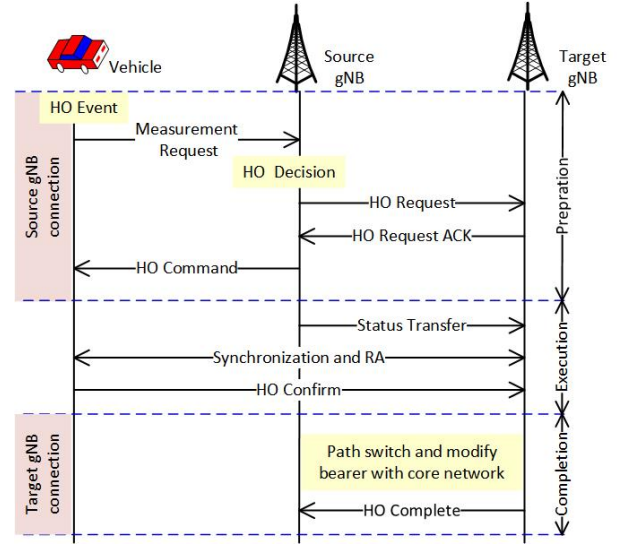 Vehicle
Source
gNB
Target
gNB
HO Event
Measurement
Request
HO  Decision
HO Request
HO Request ACK
HO Command
Source gNB
connection
Prepration
Status Transfer
Synchronization and RA
HO Confirm
Execution
Target gNB
connection
Path switch and modify
bearer with core network
HO Complete
Completion